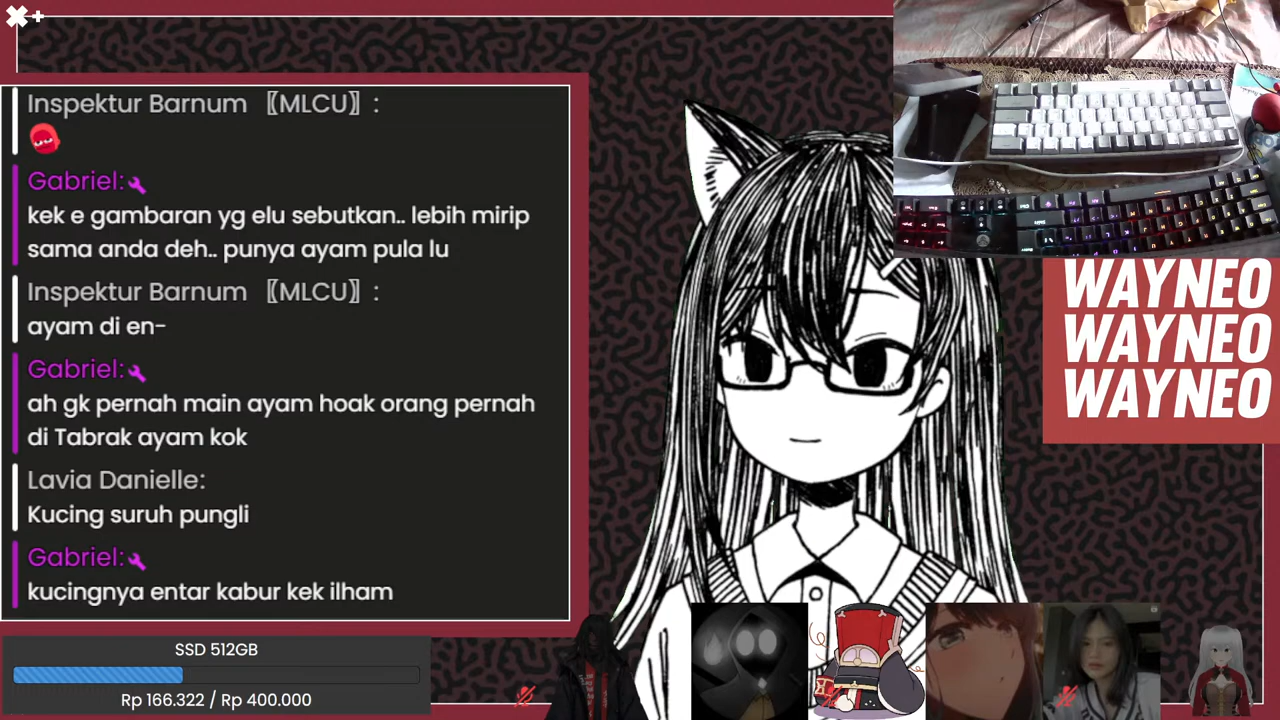 Inspektur Barnum 〖MLCU〗 :
Gabriel:
kek e gambaran yg elu sebutkan.. lebih mirip
sama anda deh.. punya ayam pula lu
Inspektur Barnum 〖MLCU〗 :
ayam di en-
Gabriel:
ah gk pernah main ayam hoak orang pernah
di Tabrak ayam kok
Lavia Danielle:
Kucing suruh pungli
Gabriel:
kucingnya entar kabur kek ilham
SSD 512GB
Rp 166.322 / Rp 400.000
WAYNEO
WAYNEO
WAYNEO